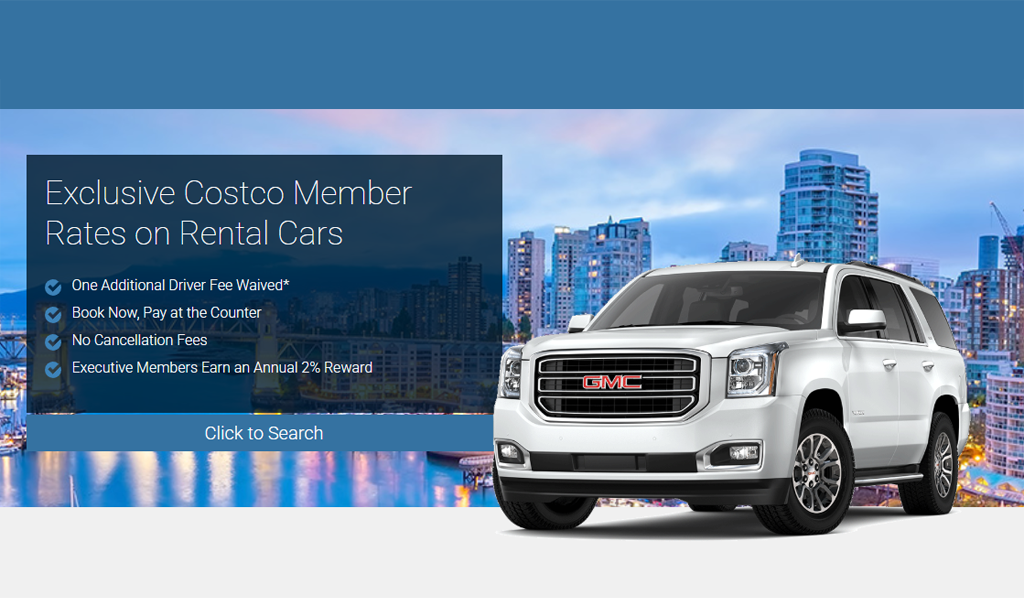 Exclusive Costco Member
Rates on Rental Cars
One Additional Driver Fee Waived*
Book Now, Pay at the Counter
No Cancellation Fees
Executive Members Earn an Annual 2% Reward
Click to Search
GMC